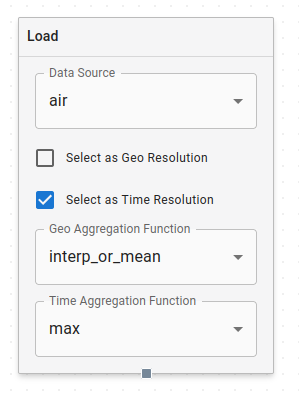 Load
Data Source
air
Select as Geo Resolution
Select as Time Resolution
Geo Aggregation Function
interp_or_mean
Time Aggregation Function
max